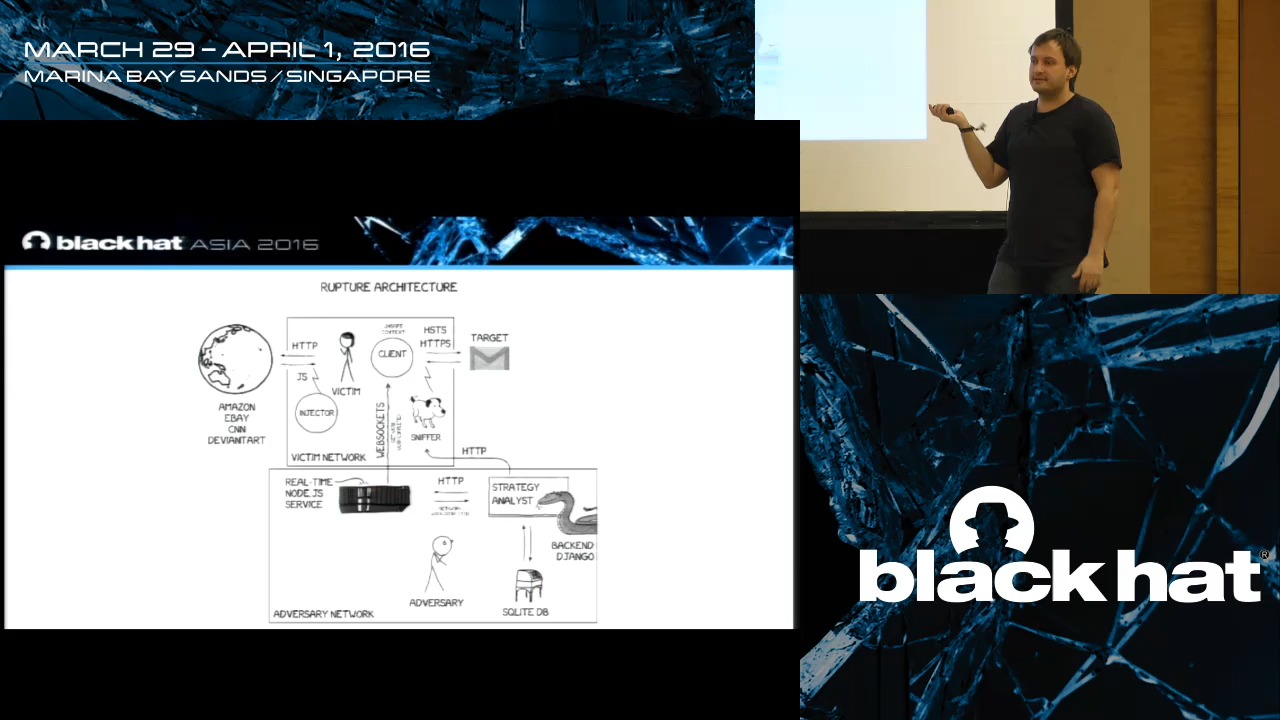 MARCH 29 – APRIL 1, 2016
MARINA BAY SANDS / SINGAPORE
black hat ASIA 2016
RUPTURE ARCHITECTURE
HTTP
JS
VICTIM
INJECTOR
AMAZON
EBAY
CNN
DEVIANTART
CLIENT
HSTS
HTTPS
TARGET
WEBSOCKETS
SNIFFER
VICTIM NETWORK
HTTP
REAL-TIME
NODE.JS
SERVICE
HTTP
STRATEGY
ANALYST
BACKEND
DJANGO
ADVERSARY
SQLITE DB
ADVERSARY NETWORK
black hat®